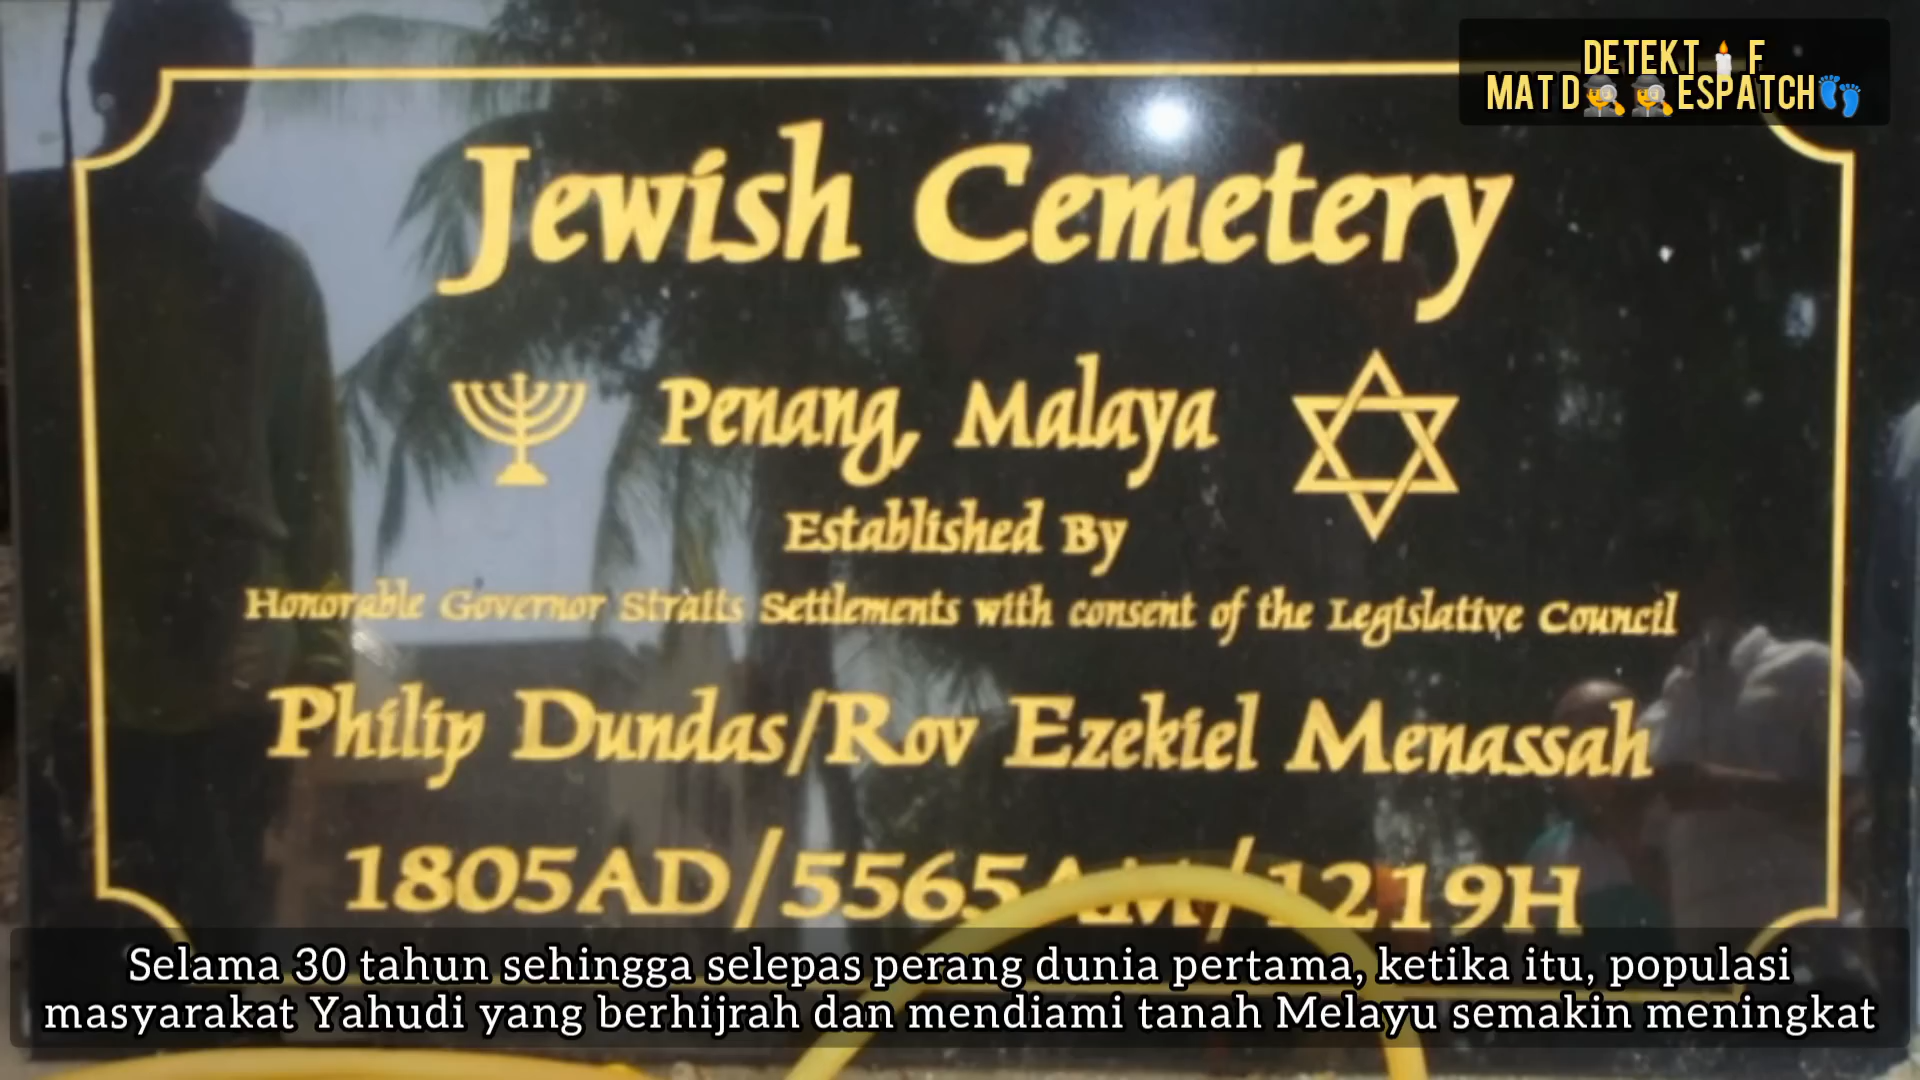 DETEKT🕯️F
MAT D🕵️🕵️ESPATCH👣
Jewish Cemetery
Penang, Malaya
Established By
Honorable Governor Straits Settlements with consent of the Legislative Council
Philip Dundas/Rov Ezekiel Menassah
1805AD/5565AM/1219H
Selama 30 tahun sehingga selepas perang dunia pertama, ketika itu, populasi
masyarakat Yahudi yang berhijrah dan mendiami tanah Melayu semakin meningkat